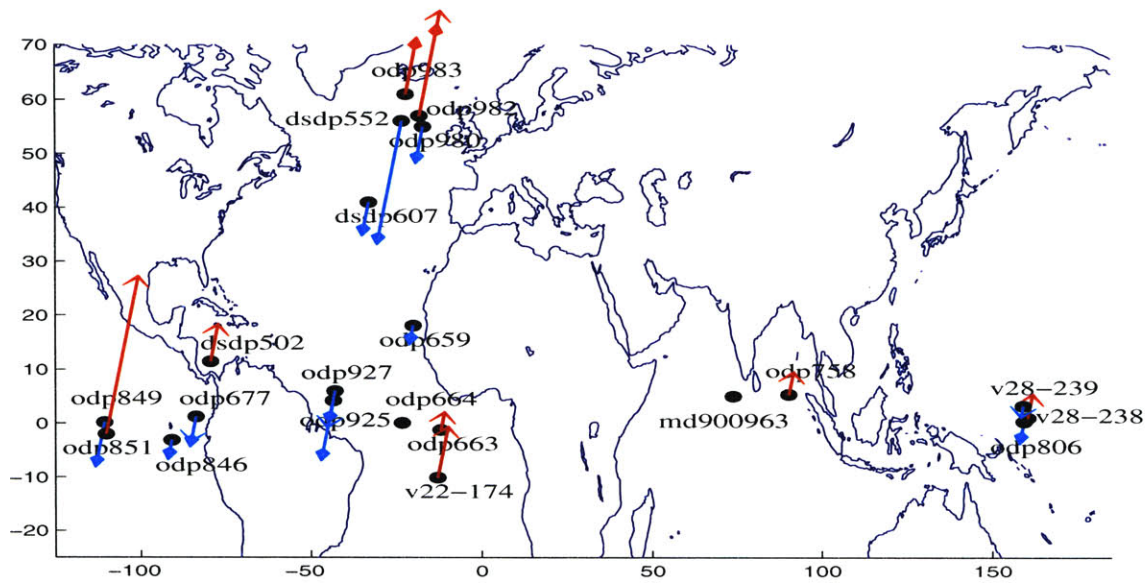 70
odp983
60
odp982
dsdp552
odp980
50
40
dsdp607
30
20
dsdp502
odp659
10
odp927
odp758
odp849
odp677
odp664
md900963
v28-239
0
odp925
v28-238
odp851
odp846
odp663
odp806
-10
v22-174
-20
-100
-50
0
50
100
150